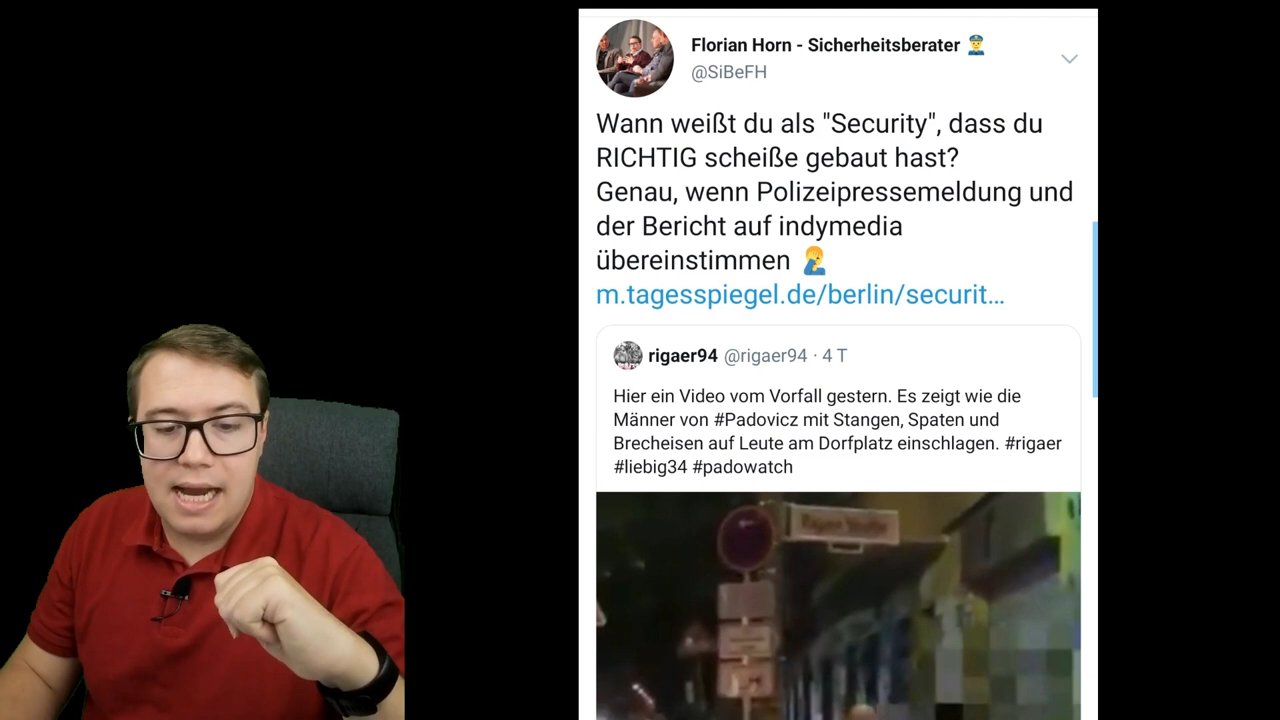 Florian Horn - Sicherheitsberater 👮
@SiBeFH
Wann weißt du als "Security", dass du
RICHTIG scheiße gebaut hast?
Genau, wenn Polizeipressemeldung und
der Bericht auf indymedia
übereinstimmen 🤦
m.tagesspiegel.de/berlin/securit...
rigaer94 @rigaer94 · 4 T
Hier ein Video vom Vorfall gestern. Es zeigt wie die
Männer von #Padovicz mit Stangen, Spaten und
Brecheisen auf Leute am Dorfplatz einschlagen. #rigaer
#liebig34 #padowatch